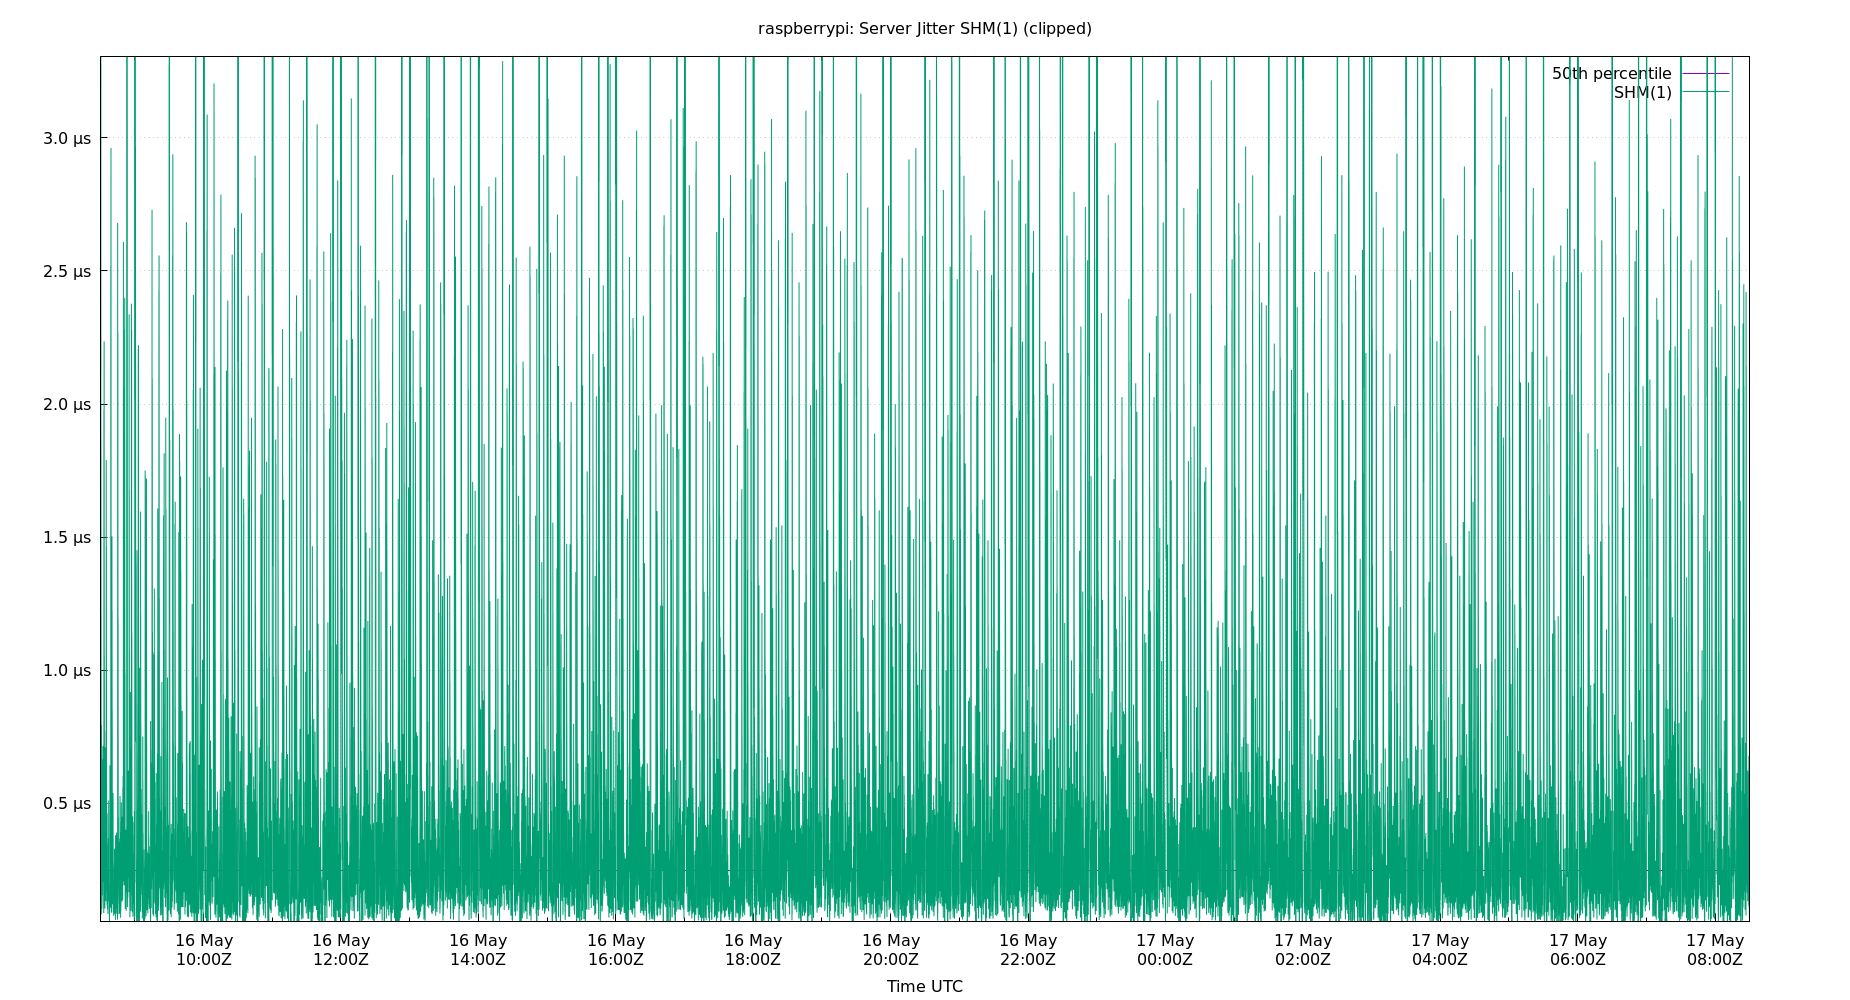 raspberrypi: Server Jitter SHM(1) (clipped)
50th percentile
SHM(1)
3.0 µs
2.5 µs
2.0 µs
1.5 µs
1.0 µs
0.5 µs
16 May 16 May 16 May 16 May 16 May 16 May 16 May 17 May 17 May 17 May 17 May 17 May
10:00Z 12:00Z 14:00Z 16:00Z 18:00Z 20:00Z 22:00Z 00:00Z 02:00Z 04:00Z 06:00Z 08:00Z
Time UTC